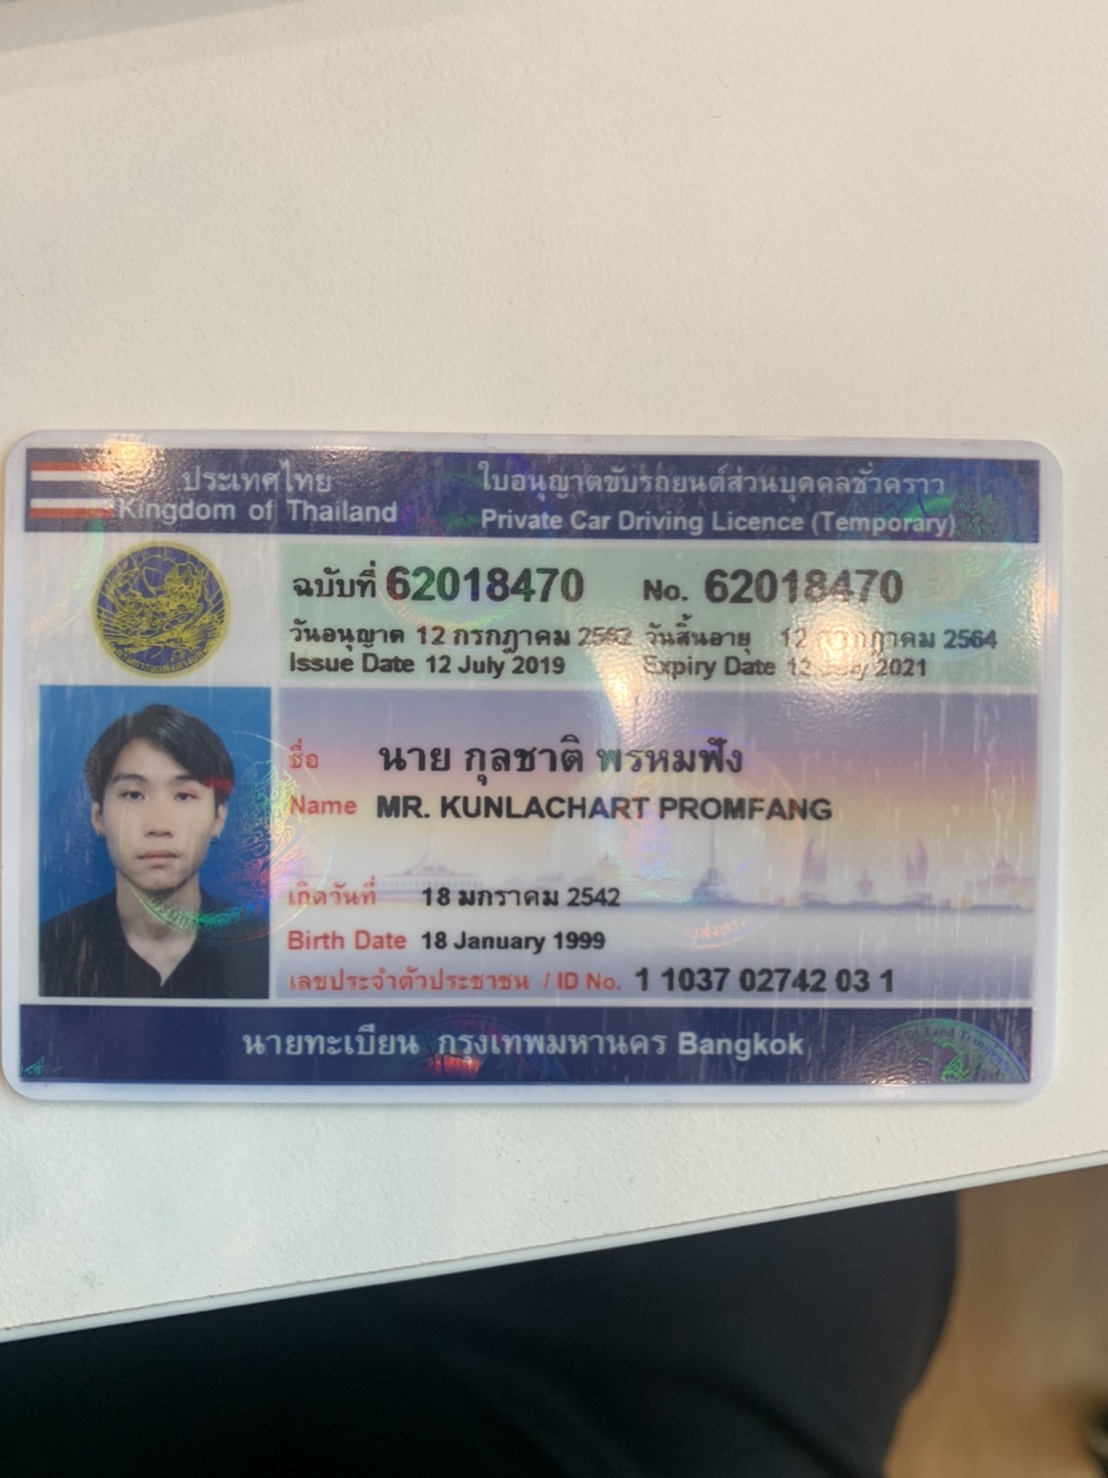 ประเทศไทย
Kingdom of Thailand
ใบอนุญาตขับรถยนต์ส่วนบุคคลชั่วคราว
Private Car Driving Licence (Temporary)
ฉบับที่ 62018470 No. 62018470
วันอนุญาต 12 กรกฎาคม 2562 วันสิ้นอายุ 12 กรกฎาคม 2564
Issue Date 12 July 2019 Expiry Date 12 July 2021
ชื่อ นาย กุลชาติ พรหมฟัง
Name MR. KUNLACHART PROMFANG
เกิดวันที่ 18 มกราคม 2542
Birth Date 18 January 1999
เลขประจำตัวประชาชน / ID No. 1 1037 02742 03 1
นายทะเบียน กรุงเทพมหานคร Bangkok